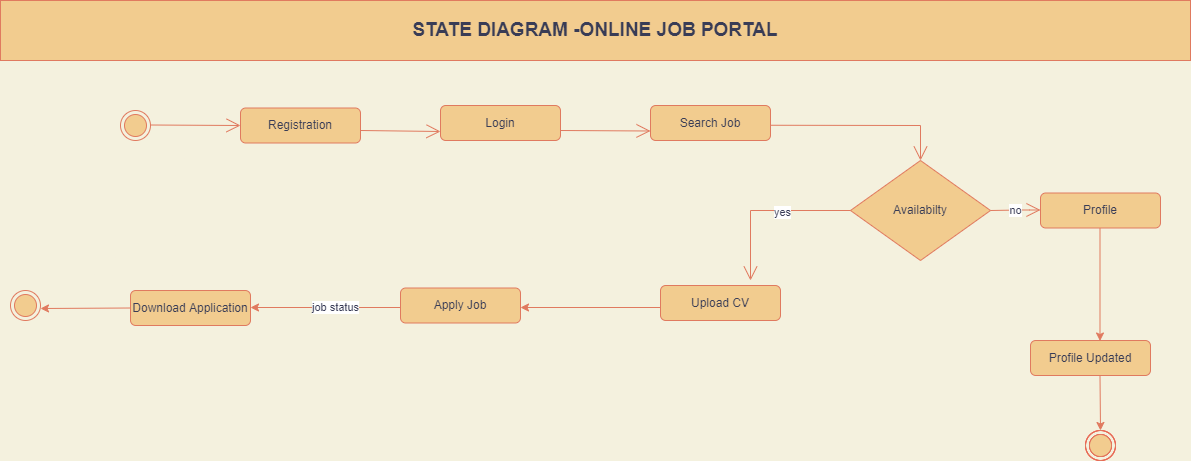 STATE DIAGRAM -ONLINE JOB PORTAL
Registration
Login
Search Job
Availabilty
yes
no
Profile
Upload CV
Apply Job
job status
Download Application
Profile Updated